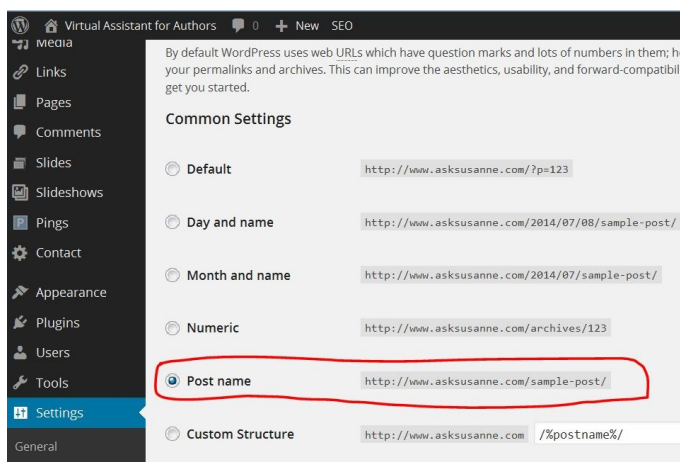 Virtual Assistant for Authors 0 + New SEO
Media
Links
Pages
Comments
Slides
Slideshows
Pings
Contact
Appearance
Plugins
Users
Tools
Settings
General
By default WordPress uses web URLs which have question marks and lots of numbers in them; h
your permalinks and archives. This can improve the aesthetics, usability, and forward-compatibil
get you started.
Common Settings
Default http://www.asksusanne.com/?p=123
Day and name http://www.asksusanne.com/2014/07/08/sample-post/
Month and name http://www.asksusanne.com/2014/07/sample-post/
Numeric http://www.asksusanne.com/archives/123
Post name http://www.asksusanne.com/sample-post/
Custom Structure http://www.asksusanne.com /%postname%/